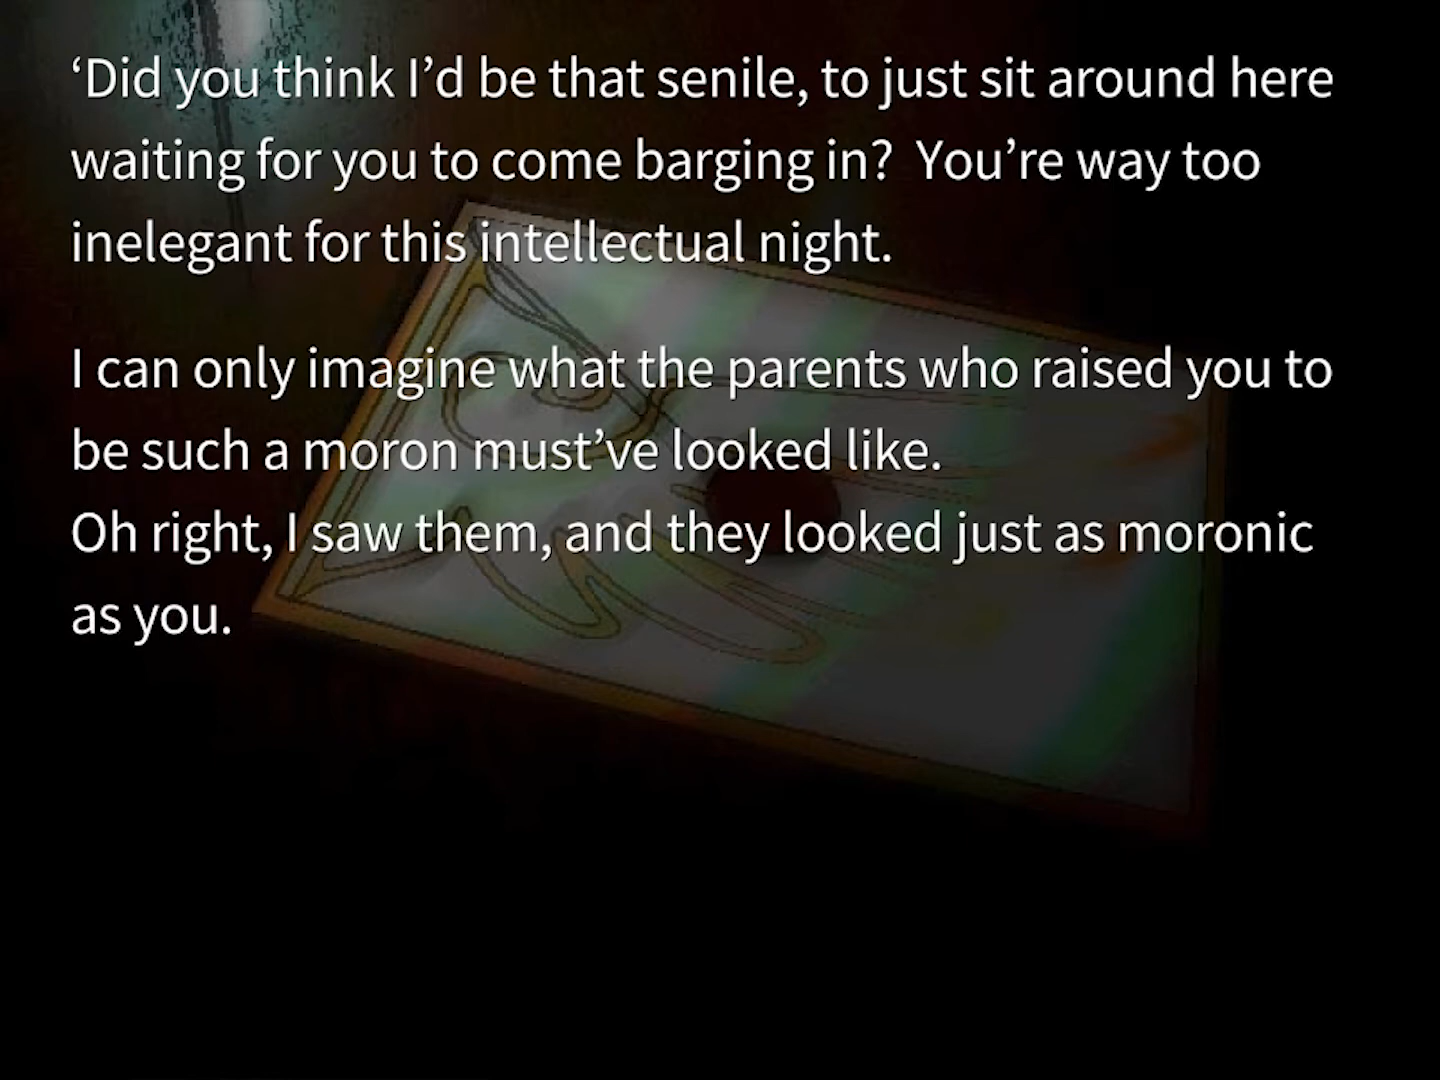 ‘Did you think I’d be that senile, to just sit around here
waiting for you to come barging in?  You’re way too
inelegant for this intellectual night.
I can only imagine what the parents who raised you to
be such a moron must’ve looked like.
Oh right, I saw them, and they looked just as moronic
as you.